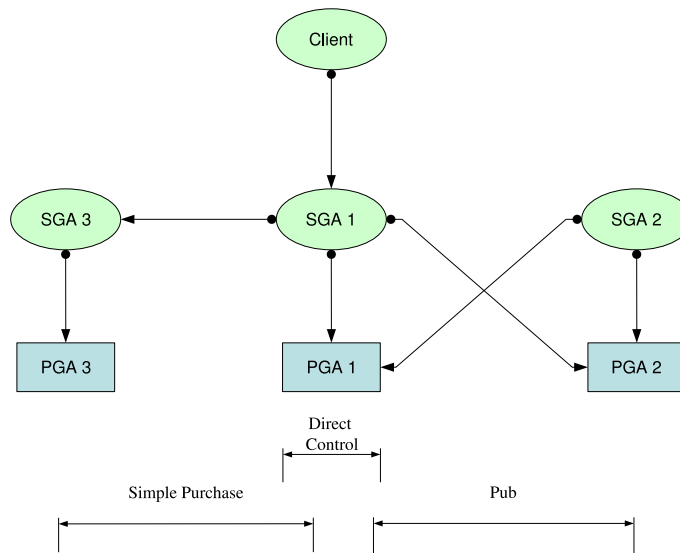 Client
SGA 3
SGA 1
SGA 2
PGA 3
PGA 1
PGA 2
Direct
Control
Simple Purchase
Pub